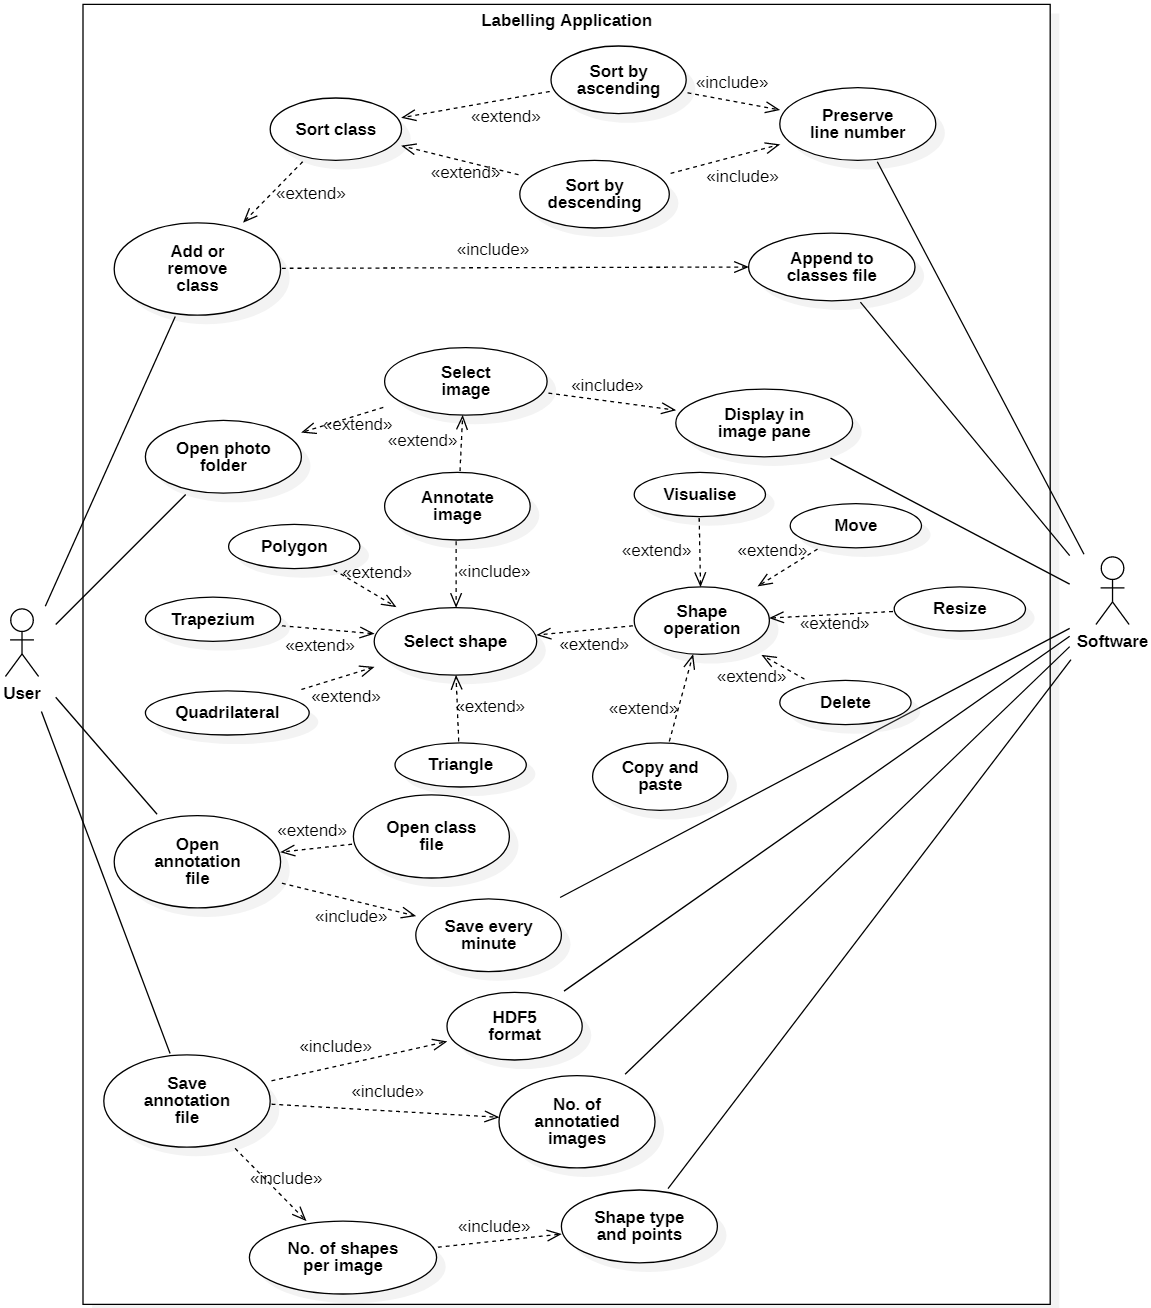 Labelling Application
Sort by
ascending
«include»
«extend»
Preserve
line number
Sort class
«extend»
«include»
Sort by
descending
«extend»
Add or
remove
class
«include»
Append to
classes file
Select
image
«include»
Display in
image pane
«extend»
«extend»
Open photo
folder
Annotate
image
Visualise
Move
Polygon
«extend»
«extend»
«include»
«extend»
Trapezium
«extend»
Select shape
«extend»
Shape
operation
«extend»
Resize
Software
User
«extend»
«extend»
Quadrilateral
«extend»
«extend»
Delete
Triangle
Copy and
paste
«extend»
Open class
file
Open
annotation
file
«include»
Save every
minute
HDF5
format
«include»
Save
annotation
file
«include»
No. of
annotatied
images
«include»
No. of shapes
per image
«include»
Shape type
and points